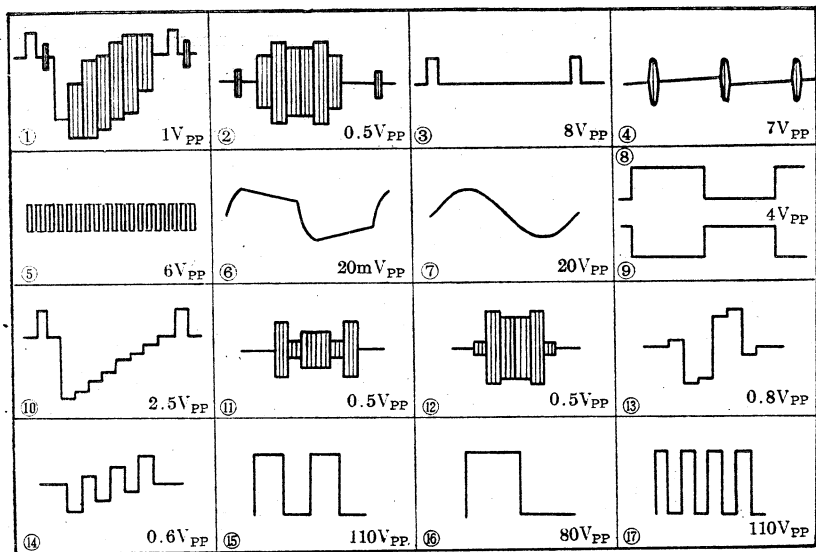 ① 1V_PP
② 0.5V_PP
③ 8V_PP
④ 7V_PP
⑤ 6V_PP
⑥ 20mV_PP
⑦ 20V_PP
⑧
4V_PP
⑨
⑩ 2.5V_PP
⑪ 0.5V_PP
⑫ 0.5V_PP
⑬ 0.8V_PP
⑭ 0.6V_PP
⑮ 110V_PP.
⑯ 80V_PP
⑰ 110V_PP